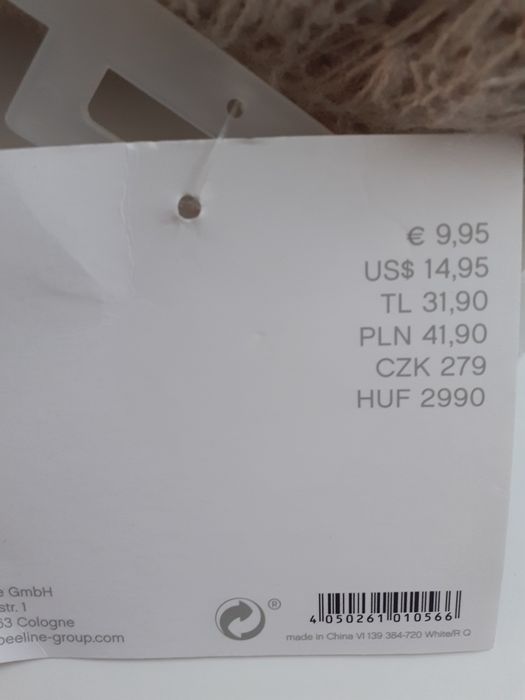 € 9,95
US$ 14,95
TL 31,90
PLN 41,90
CZK 279
HUF 2990
GmbH
str. 1
Cologne
beeline-group.com
®
4 050261 010566
made in China VI 139 384-720 White/R Q